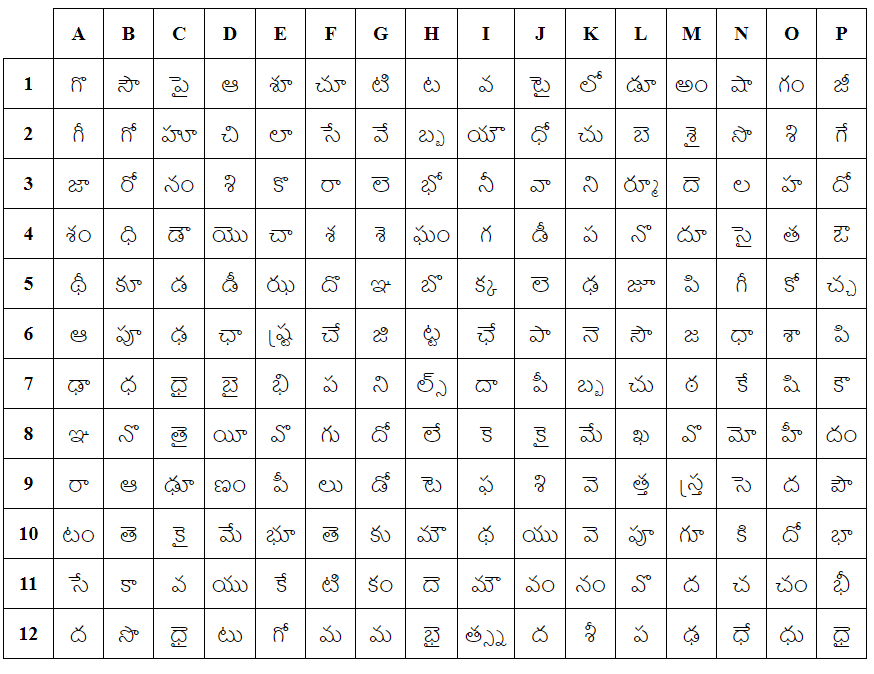 A B C D E F G H I J K L M N O P
1 గొ సౌ పై ఆ శూ చూ టి ట వ టై లో డూ అం షా గం జీ
2 గీ గో హూ చి లా సే వే బ్బ యౌ ధో చు బె శై సొ శి గే
3 జా రో నం శి కొ రా లె భో నీ వా ని ర్మూ దె ల హ దో
4 శం ధి డౌ యొ చా శ శె ఘం గ డీ ప నొ దూ సై త ఔ
5 థీ కూ డ డీ ఝ దొ ఞ బొ క్క లె ఢ జూ పి గీ కో చ్చ
6 ఆ పూ ఢ ఛా ష్ట్ర చే జి ట్ట ఛే పా నె సౌ జ ధా శా పి
7 ఢా ధ ధై బై భి ప ని ల్స్ దా పీ బ్బ చు ఠ కే షి కౌ
8 ఞ నొ తై యీ వొ గు దో లే కె కై మే ఖ వొ మో హీ దం
9 రా ఆ ఢూ ణం పీ లు డో టె ఫ శి వె త్త స్త్ర సె ద పౌ
10 టం తె కై మే భూ తె కు మౌ థ యు వె పూ గూ కి దో భా
11 సే కా వ యు కే టి కం దె మౌ వం నం వొ ద చ చం భీ
12 ద సొ ధై టు గో మ మ భై త్స్ను ద శీ ప ఢ ధే ధు దై